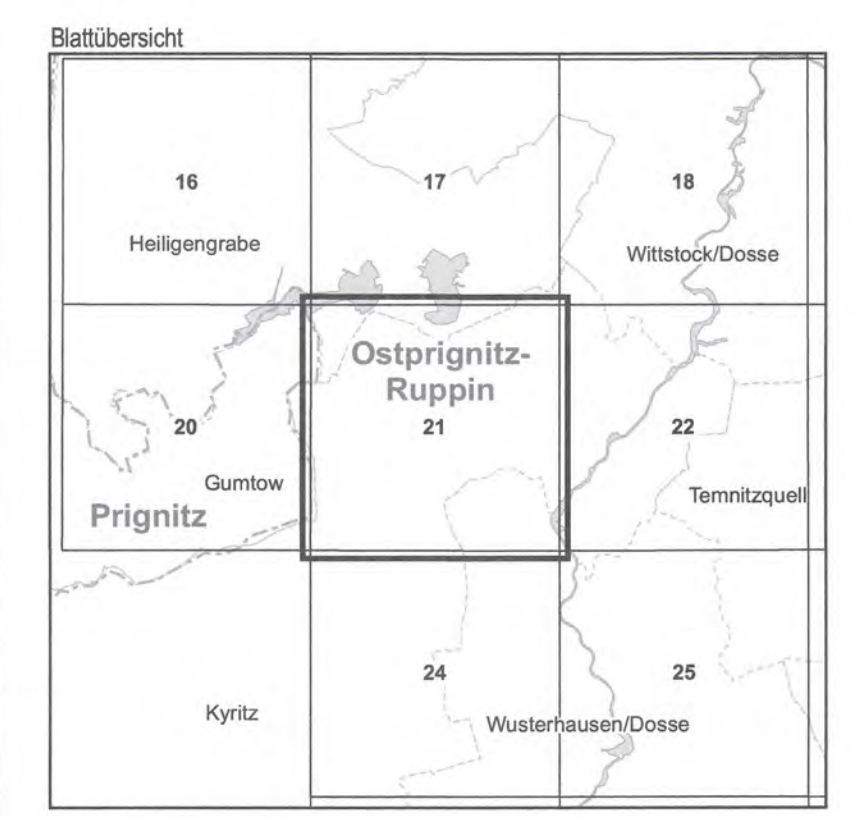 Blattübersicht
16
17
18
Heiligengrabe
Wittstock/Dosse
Ostprignitz-
Ruppin
20
21
22
Gumtow
Temnitzquell
Prignitz
24
25
Kyritz
Wusterhausen/Dosse